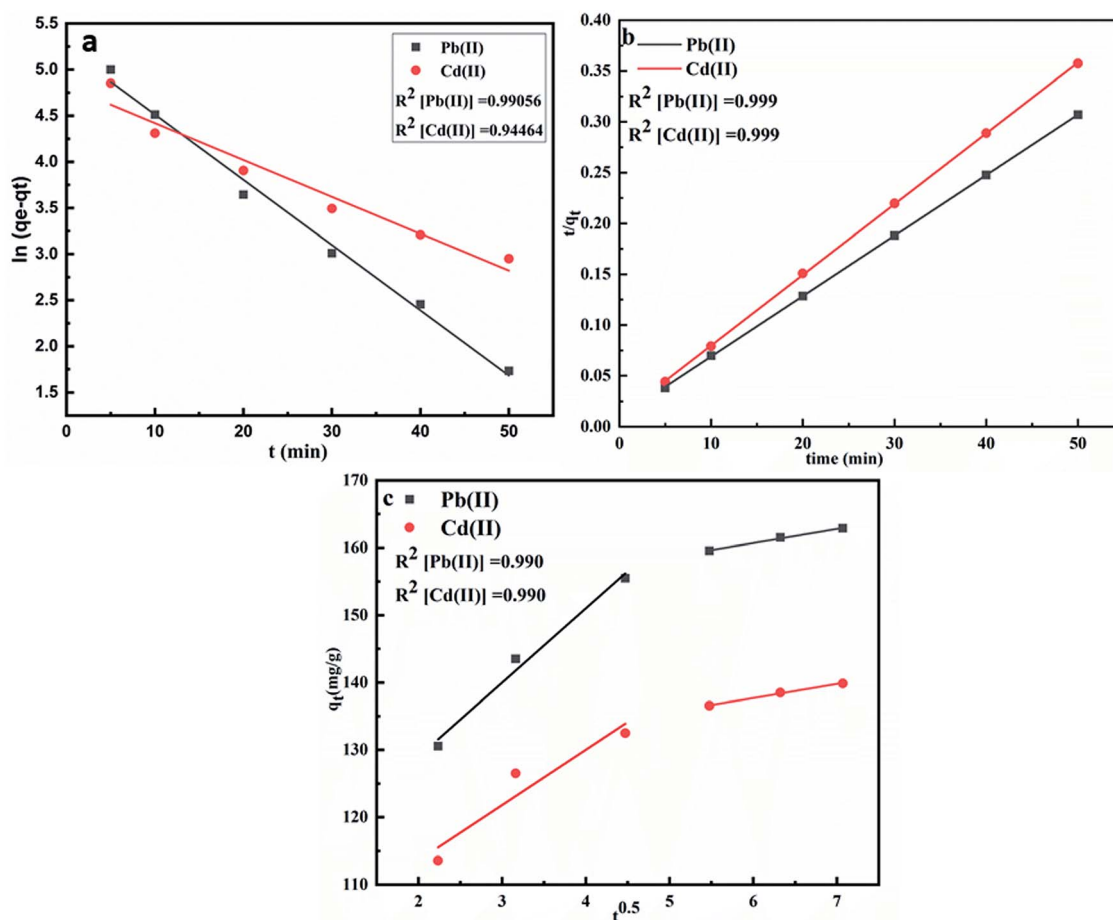 a
Pb(II)
Cd(II)
R² [Pb(II)] =0.99056
R² [Cd(II)] =0.94464
5.5
5.0
4.5
4.0
3.5
3.0
2.5
2.0
1.5
ln (qe-qt)
0 10 20 30 40 50
t (min)
b
Pb(II)
Cd(II)
R² [Pb(II)] =0.999
R² [Cd(II)] =0.999
0.40
0.35
0.30
0.25
0.20
0.15
0.10
0.05
0.00
t/qt
0 10 20 30 40 50
time (min)
c
Pb(II)
Cd(II)
R² [Pb(II)] =0.990
R² [Cd(II)] =0.990
170
160
150
140
130
120
110
qt(mg/g)
2 3 4 5 6 7
t0.5